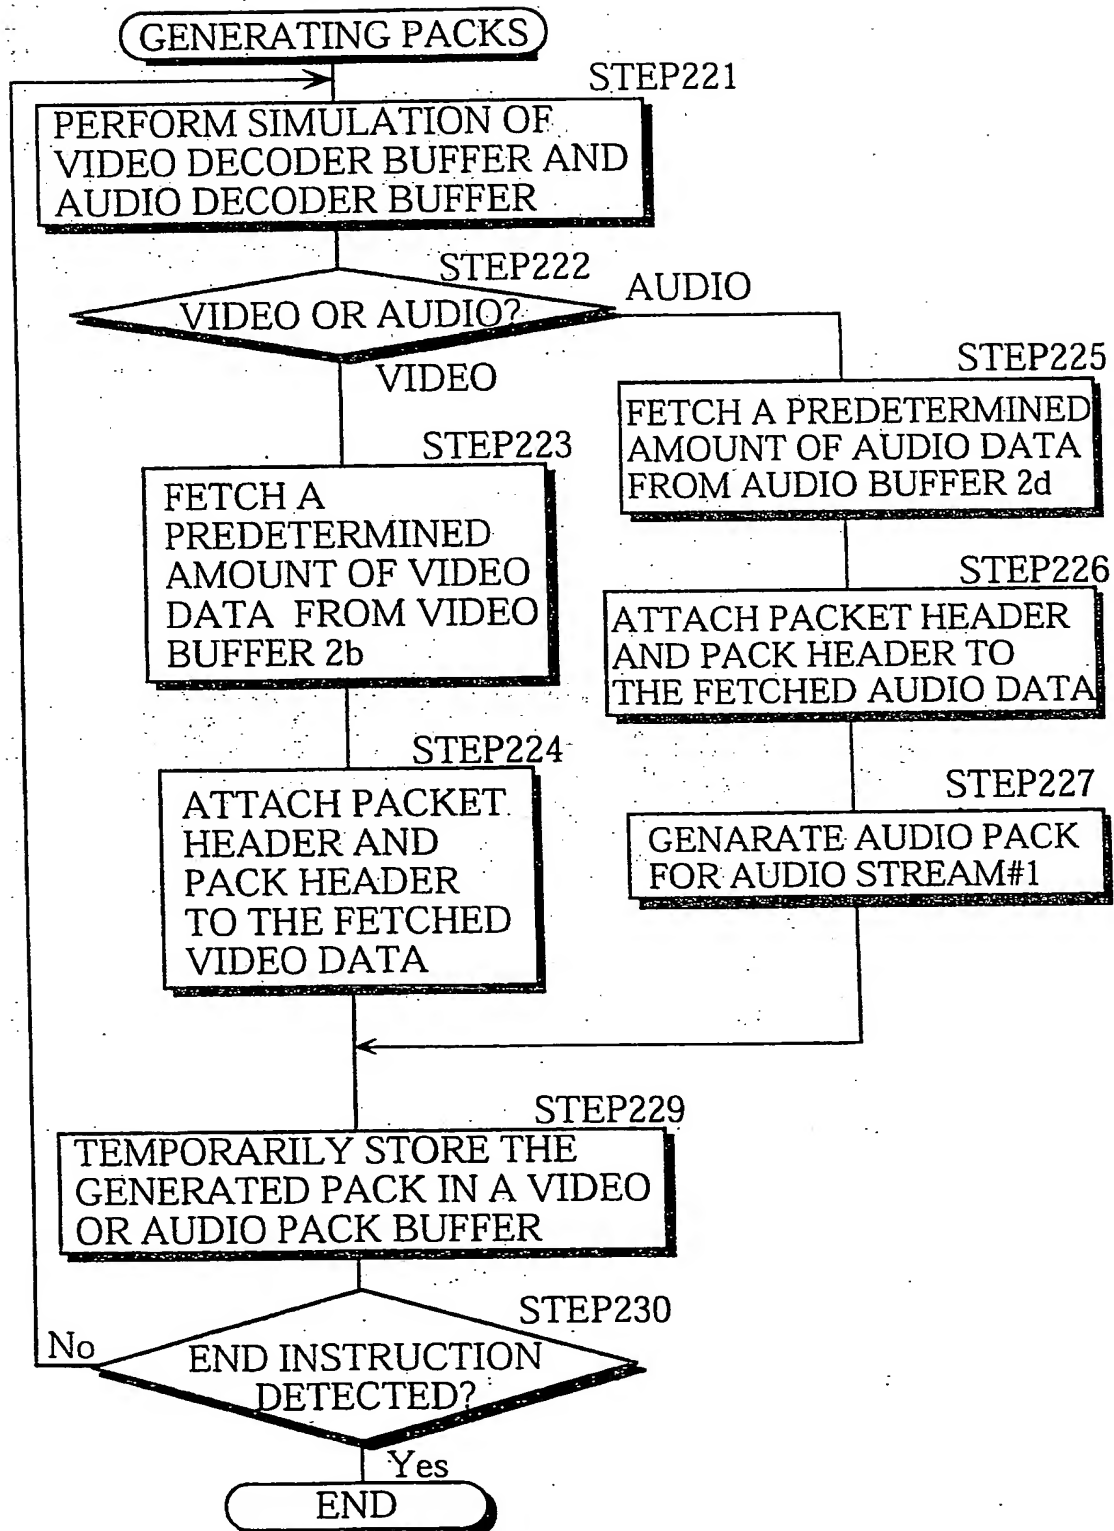 GENERATING PACKS
STEP221
PERFORM SIMULATION OF
VIDEO DECODER BUFFER AND
AUDIO DECODER BUFFER
STEP222
VIDEO OR AUDIO?
AUDIO
VIDEO
STEP223
FETCH A
PREDETERMINED
AMOUNT OF VIDEO
DATA FROM VIDEO
BUFFER 2b
STEP224
ATTACH PACKET
HEADER AND
PACK HEADER
TO THE FETCHED
VIDEO DATA
STEP225
FETCH A PREDETERMINED
AMOUNT OF AUDIO DATA
FROM AUDIO BUFFER 2d
STEP226
ATTACH PACKET HEADER
AND PACK HEADER TO
THE FETCHED AUDIO DATA
STEP227
GENARATE AUDIO PACK
FOR AUDIO STREAM#1
STEP229
TEMPORARILY STORE THE
GENERATED PACK IN A VIDEO
OR AUDIO PACK BUFFER
STEP230
No
END INSTRUCTION
DETECTED?
Yes
END